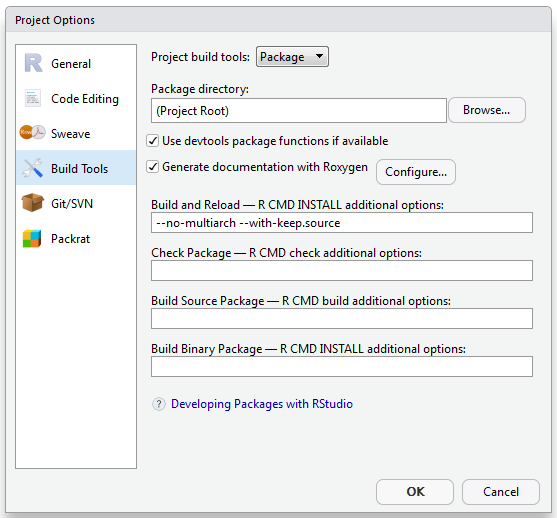 Project Options
General
Code Editing
Sweave
Build Tools
Git/SVN
Packrat
Project build tools: Package
Package directory:
(Project Root) Browse...
Use devtools package functions if available
Generate documentation with Roxygen Configure...
Build and Reload — R CMD INSTALL additional options:
--no-multiarch --with-keep.source
Check Package — R CMD check additional options:
Build Source Package — R CMD build additional options:
Build Binary Package — R CMD INSTALL additional options:
? Developing Packages with RStudio
OK Cancel